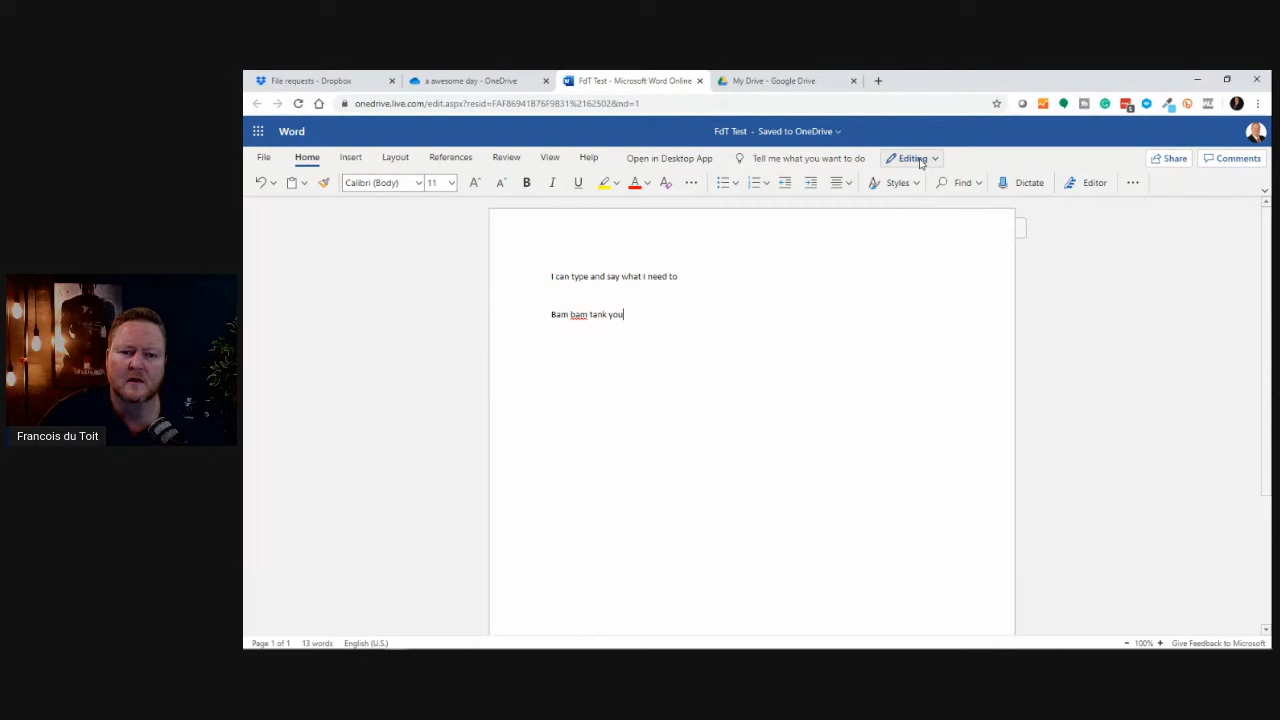 File requests - Dropbox
a awesome day - OneDrive
FdT Test - Microsoft Word Online
My Drive - Google Drive
onedrive.live.com/edit.aspx?resid=FAF86941B76F9B31%2162502&nd=1
Word
FdT Test - Saved to OneDrive
File Home Insert Layout References Review View Help Open in Desktop App Tell me what you want to do Editing Share Comments
Calibri (Body) 11 B I U A Styles Find Dictate Editor
I can type and say what I need to
Bam bam tank you
Francois du Toit
Page 1 of 1 13 words English (U.S.) 100% Give Feedback to Microsoft